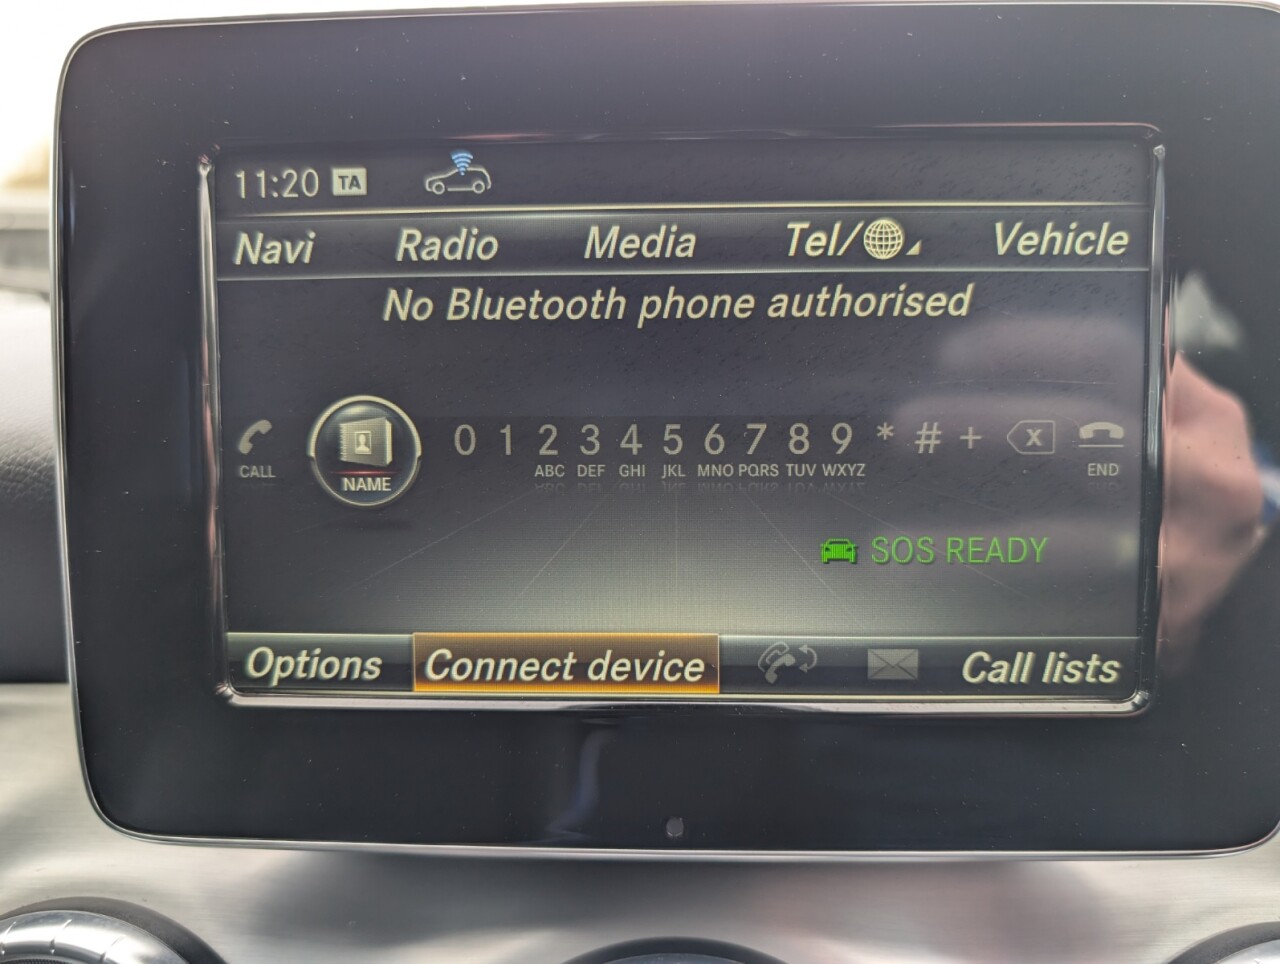 11:20 TA
Navi Radio Media Tel/ Vehicle
No Bluetooth phone authorised
0 1 2 3 4 5 6 7 8 9 * # + X
CALL NAME ABC DEF GHI JKL MNO PQRS TUV WXYZ END
SOS READY
Options Connect device Call lists